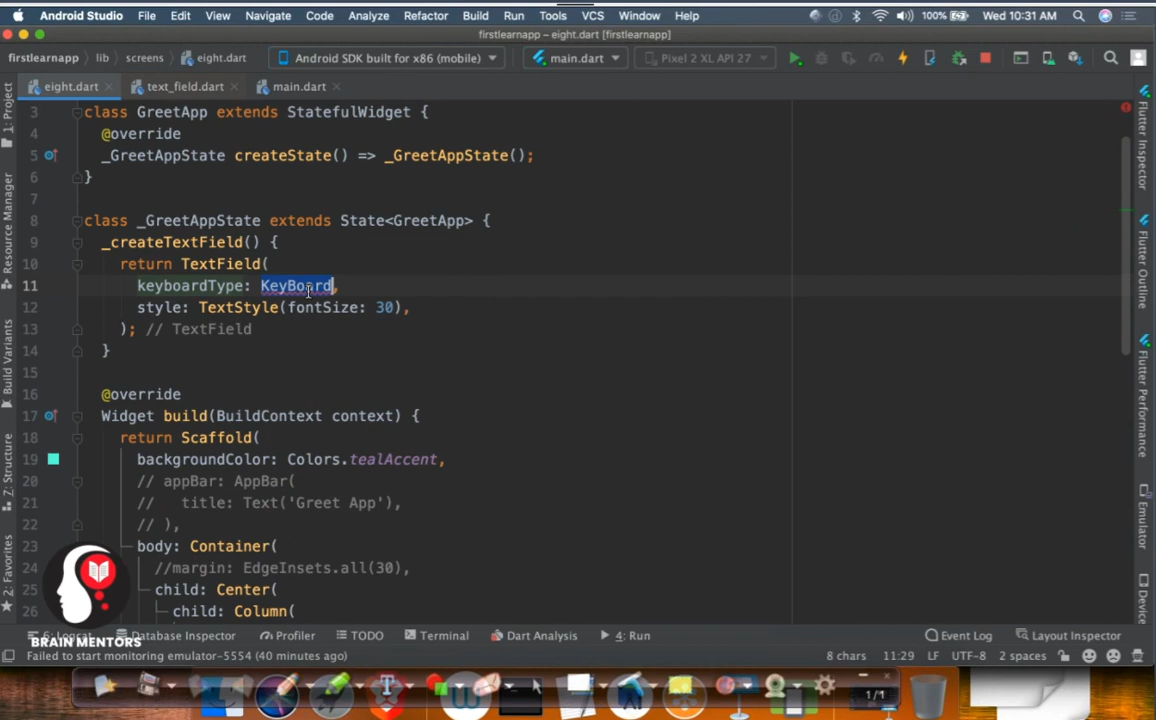 Android Studio File Edit View Navigate Code Analyze Refactor Build Run Tools VCS Window Help 100% Wed 10:31 AM
firstlearnapp – eight.dart [firstlearnapp]
firstlearnapp lib screens eight.dart Android SDK built for x86 (mobile) main.dart Pixel 2 XL API 27
eight.dart text_field.dart main.dart
3 class GreetApp extends StatefulWidget {
4 @override
5 _GreetAppState createState() => _GreetAppState();
6 }
7
8 class _GreetAppState extends State<GreetApp> {
9 _createTextField() {
10 return TextField(
11 keyboardType: KeyBoard,
12 style: TextStyle(fontSize: 30),
13 ); // TextField
14 }
15
16 @override
17 Widget build(BuildContext context) {
18 return Scaffold(
19 backgroundColor: Colors.tealAccent,
20 // appBar: AppBar(
21 // title: Text('Greet App'),
22 // ),
23 body: Container(
24 //margin: EdgeInsets.all(30),
25 child: Center(
26 child: Column(
1: Project
Resource Manager
Build Variants
7: Structure
2: Favorites
Flutter Inspector
Flutter Outline
Flutter Performance
Emulator
Device
BRAIN MENTORS
6: Logcat Database Inspector Profiler TODO Terminal Dart Analysis 4: Run Event Log Layout Inspector
Failed to start monitoring emulator-5554 (40 minutes ago) 8 chars 11:29 LF UTF-8 2 spaces
1/1